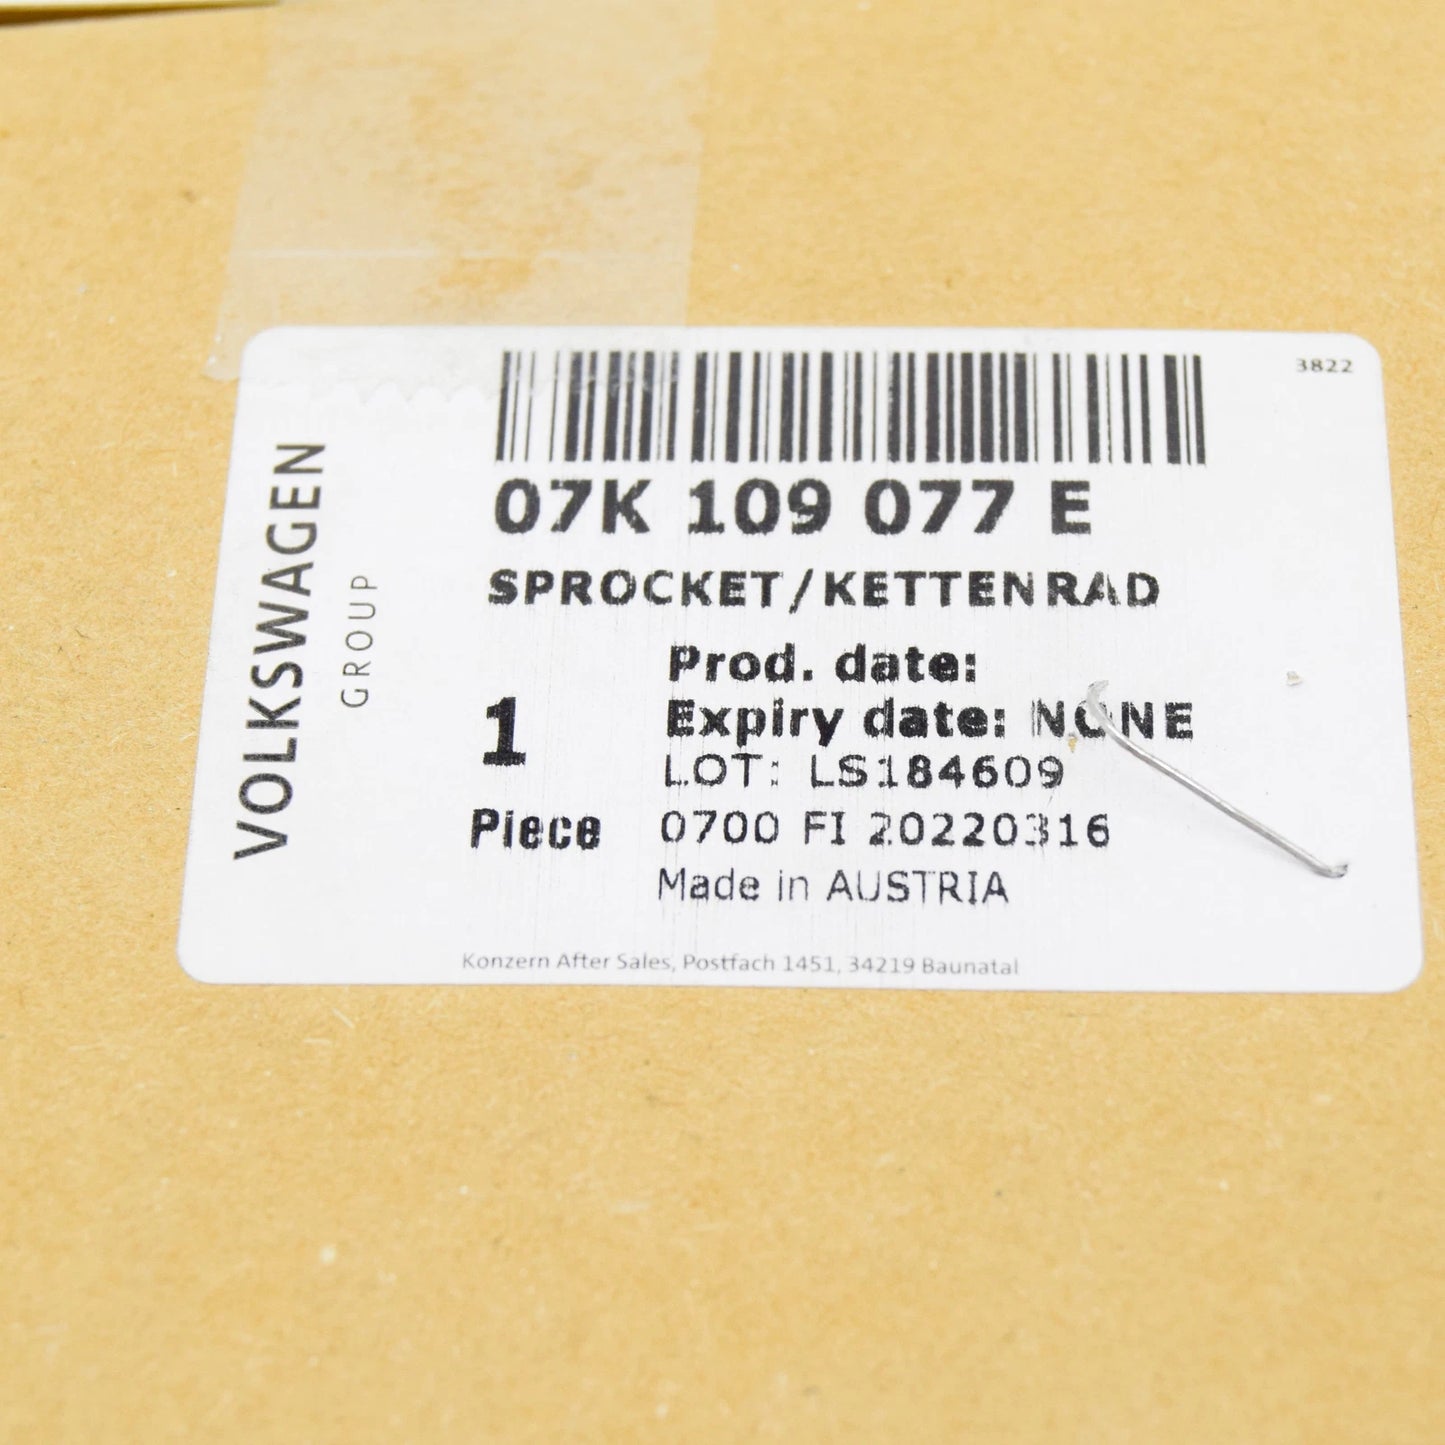 3822
VOLKSWAGEN
GROUP
07K 109 077 E
SPROCKET/KETTENRAD
Prod. date:
Expiry date: NONE
1
LOT: LS184609
Piece
0700 FI 20220316
Made in AUSTRIA
Konzern After Sales, Postfach 1451, 34219 Baunatal